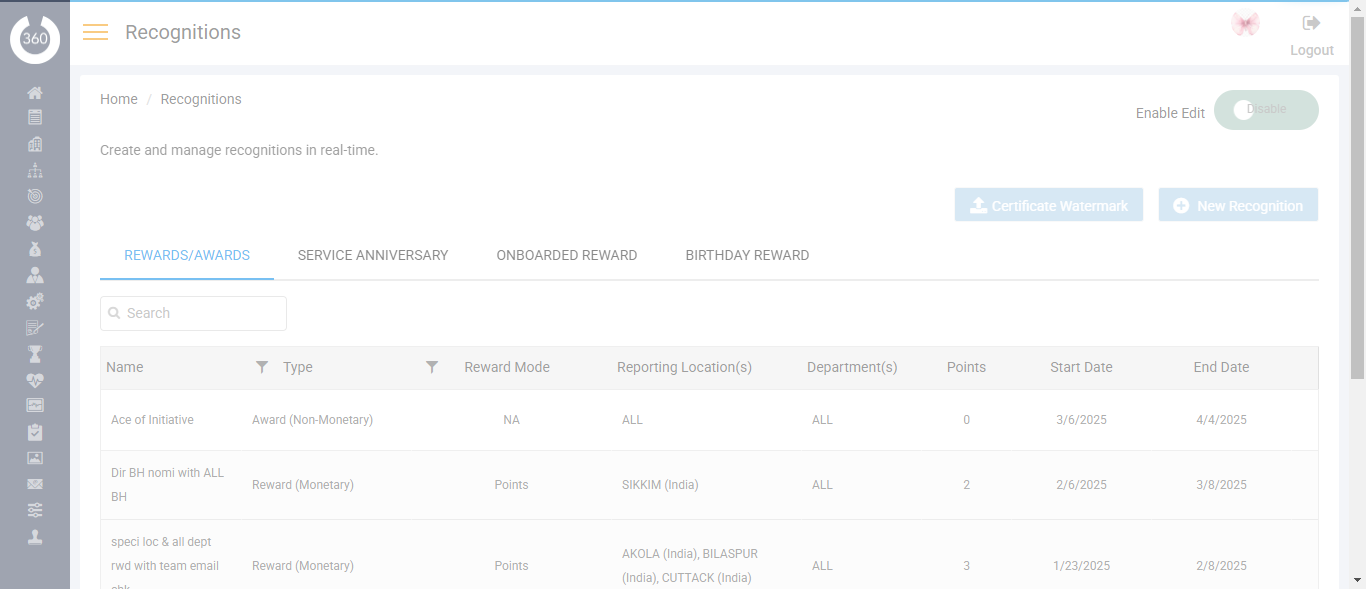 360
Recognitions
Logout
Home / Recognitions
Enable Edit
Disable
Create and manage recognitions in real-time.
Certificate Watermark
New Recognition
REWARDS/AWARDS
SERVICE ANNIVERSARY
ONBOARDED REWARD
BIRTHDAY REWARD
Search
Name Type Reward Mode Reporting Location(s) Department(s) Points Start Date End Date
Ace of Initiative Award (Non-Monetary) NA ALL ALL 0 3/6/2025 4/4/2025
Dir BH nomi with ALL
BH
Reward (Monetary) Points SIKKIM (India) ALL 2 2/6/2025 3/8/2025
speci loc & all dept
rwd with team email
Reward (Monetary) Points
AKOLA (India), BILASPUR
(India), CUTTACK (India)
ALL 3 1/23/2025 2/8/2025